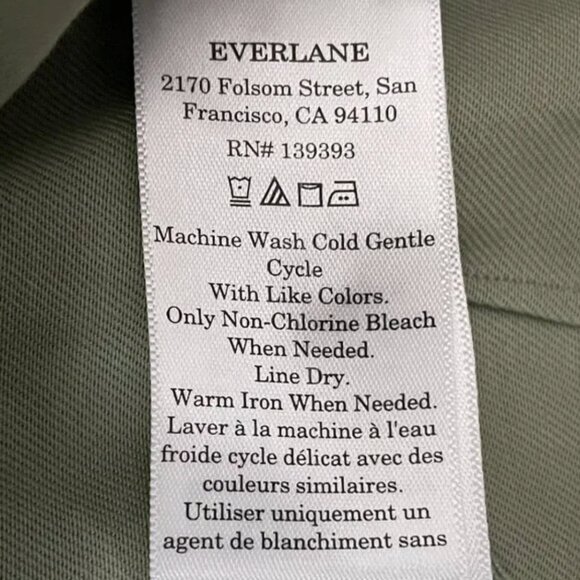 EVERLANE
2170 Folsom Street, San
Francisco, CA 94110
RN# 139393
Machine Wash Cold Gentle
Cycle
With Like Colors.
Only Non-Chlorine Bleach
When Needed.
Line Dry.
Warm Iron When Needed.
Laver à la machine à l'eau
froide cycle délicat avec des
couleurs similaires.
Utiliser uniquement un
agent de blanchiment sans